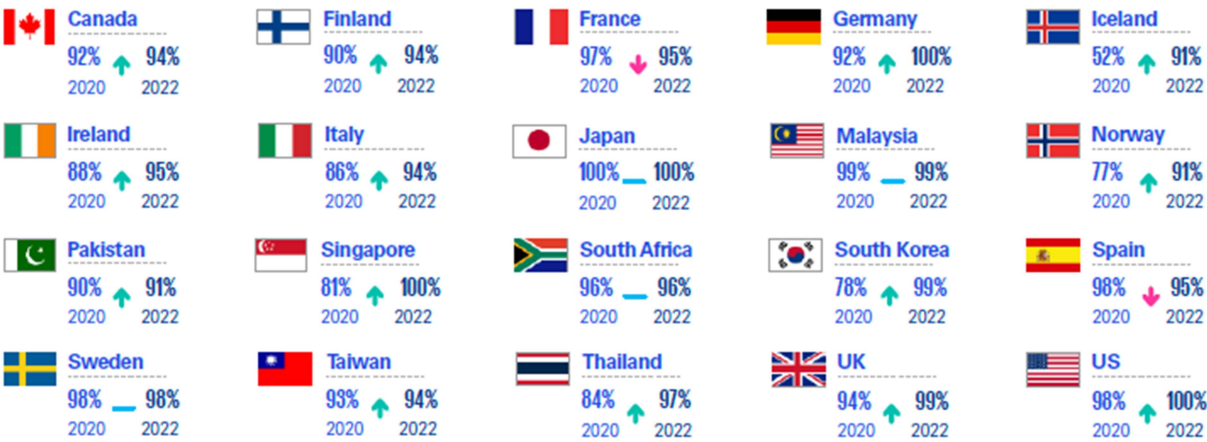 Canada
92% 94%
2020 2022
Finland
90% 94%
2020 2022
France
97% 95%
2020 2022
Germany
92% 100%
2020 2022
Iceland
52% 91%
2020 2022
Ireland
88% 95%
2020 2022
Italy
86% 94%
2020 2022
Japan
100% 100%
2020 2022
Malaysia
99% 99%
2020 2022
Norway
77% 91%
2020 2022
Pakistan
90% 91%
2020 2022
Singapore
81% 100%
2020 2022
South Africa
96% 96%
2020 2022
South Korea
78% 99%
2020 2022
Spain
98% 95%
2020 2022
Sweden
98% 98%
2020 2022
Taiwan
93% 94%
2020 2022
Thailand
84% 97%
2020 2022
UK
94% 99%
2020 2022
US
98% 100%
2020 2022